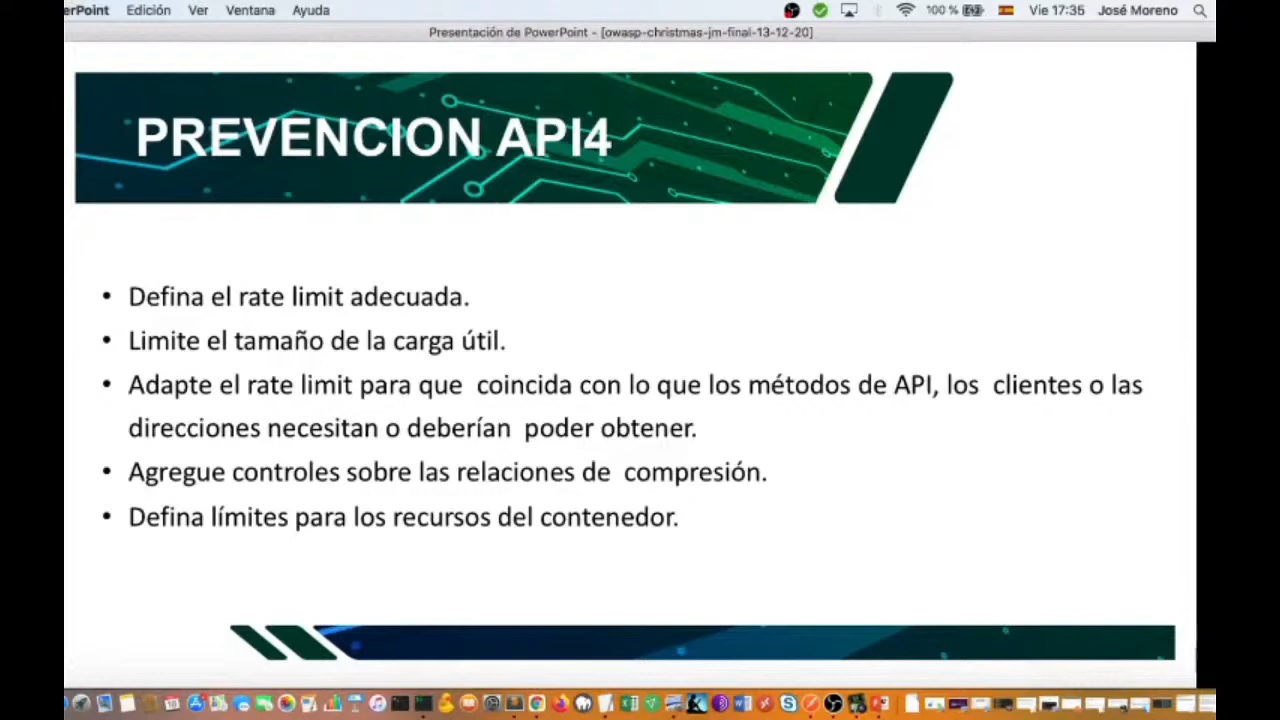 erPoint Edición Ver Ventana Ayuda 100 % Vie 17:35 José Moreno
Presentación de PowerPoint - [owasp-christmas-jm-final-13-12-20]
PREVENCION API4
• Defina el rate limit adecuada.
• Limite el tamaño de la carga útil.
• Adapte el rate limit para que coincida con lo que los métodos de API, los clientes o las
direcciones necesitan o deberían poder obtener.
• Agregue controles sobre las relaciones de compresión.
• Defina límites para los recursos del contenedor.